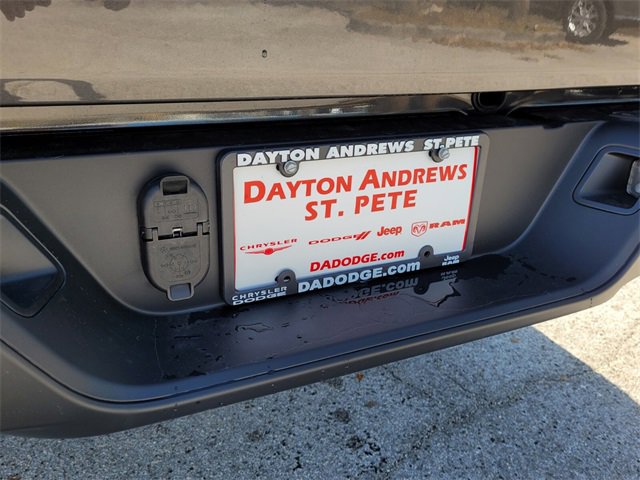 DAYTON ANDREWS ST. PETE
DAYTON ANDREWS
ST. PETE
CHRYSLER DODGE Jeep RAM
DADODGE.COM
CHRYSLER
DODGE
DADODGE.COM
Jeep
RAM